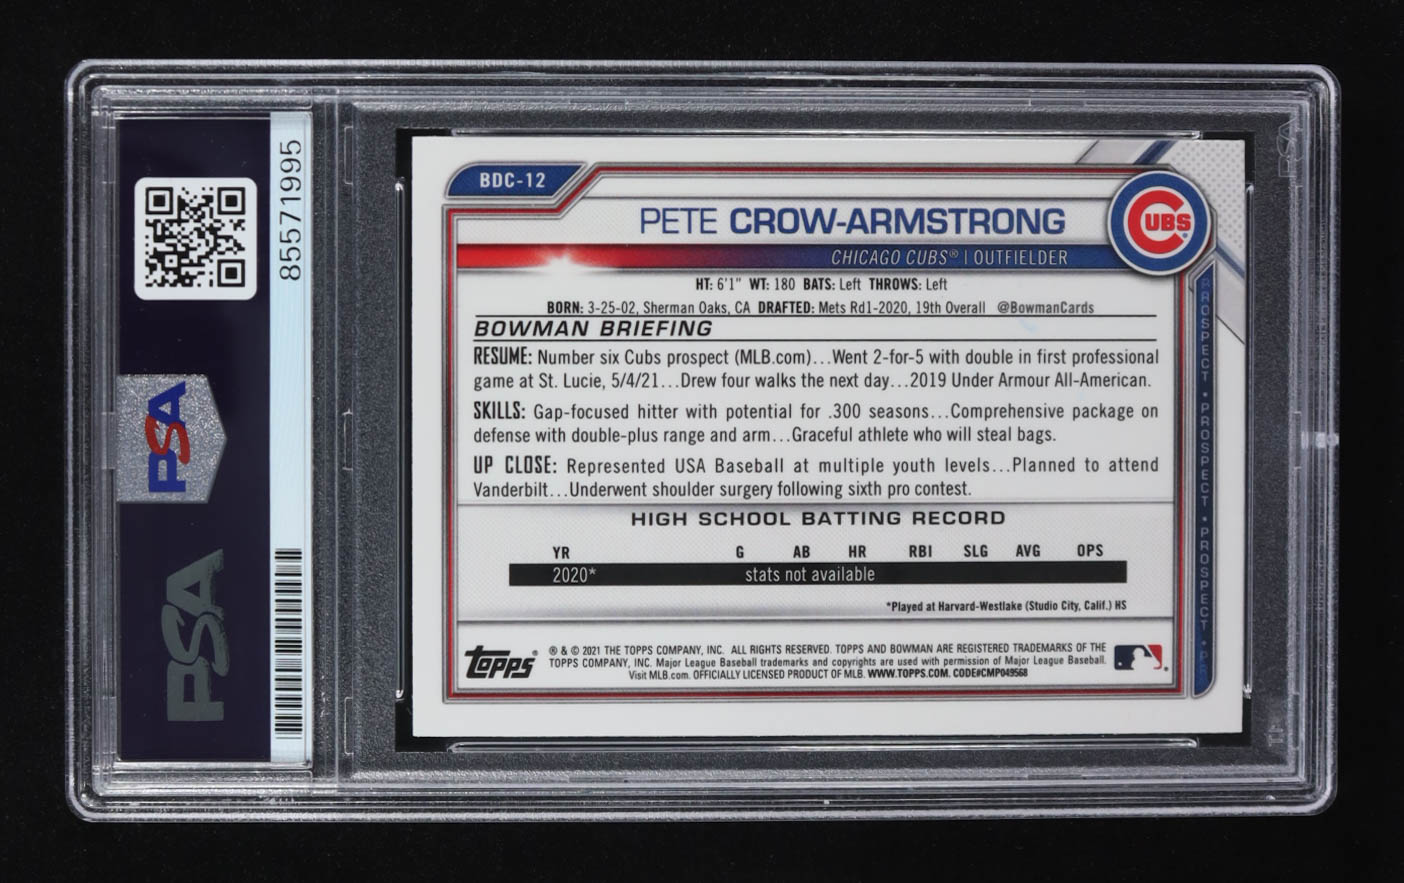 85571995
PSA
PSA
BDC-12
PETE CROW-ARMSTRONG
CUBS
CHICAGO CUBS® | OUTFIELDER
HT: 6'1" WT: 180 BATS: Left THROWS: Left
BORN: 3-25-02, Sherman Oaks, CA DRAFTED: Mets Rd1-2020, 19th Overall @BowmanCards
BOWMAN BRIEFING
RESUME: Number six Cubs prospect (MLB.com)...Went 2-for-5 with double in first professional
game at St. Lucie, 5/4/21...Drew four walks the next day...2019 Under Armour All-American.
SKILLS: Gap-focused hitter with potential for .300 seasons...Comprehensive package on
defense with double-plus range and arm...Graceful athlete who will steal bags.
UP CLOSE: Represented USA Baseball at multiple youth levels...Planned to attend
Vanderbilt...Underwent shoulder surgery following sixth pro contest.
HIGH SCHOOL BATTING RECORD
YR G AB HR RBI SLG AVG OPS
2020* stats not available
*Played at Harvard-Westlake (Studio City, Calif.) HS
Topps®
® & © 2021 THE TOPPS COMPANY, INC. ALL RIGHTS RESERVED. TOPPS AND BOWMAN ARE REGISTERED TRADEMARKS OF THE
TOPPS COMPANY, INC. Major League Baseball trademarks and copyrights are used with permission of Major League Baseball.
Visit MLB.com. OFFICIALLY LICENSED PRODUCT OF MLB. WWW.TOPPS.COM. CODE#CMP049568
PROSPECT • PROSPECT • PROSPECT • PR